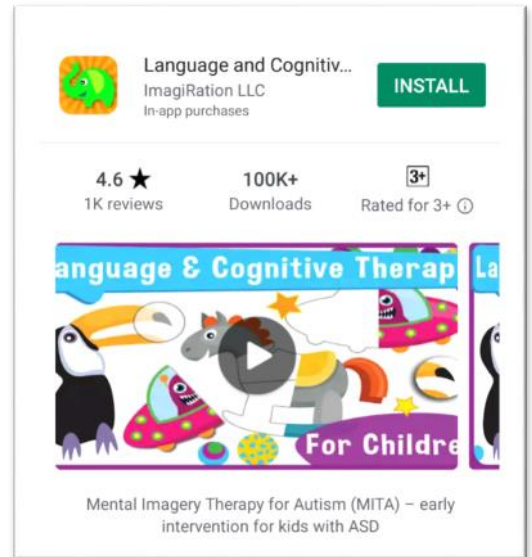 Language and Cognitiv...
ImagiRation LLC
In-app purchases
INSTALL
4.6 ★
100K+
3+
1K reviews
Downloads
Rated for 3+
anguage & Cognitive Therap
La
For Childre
Mental Imagery Therapy for Autism (MITA) – early
intervention for kids with ASD